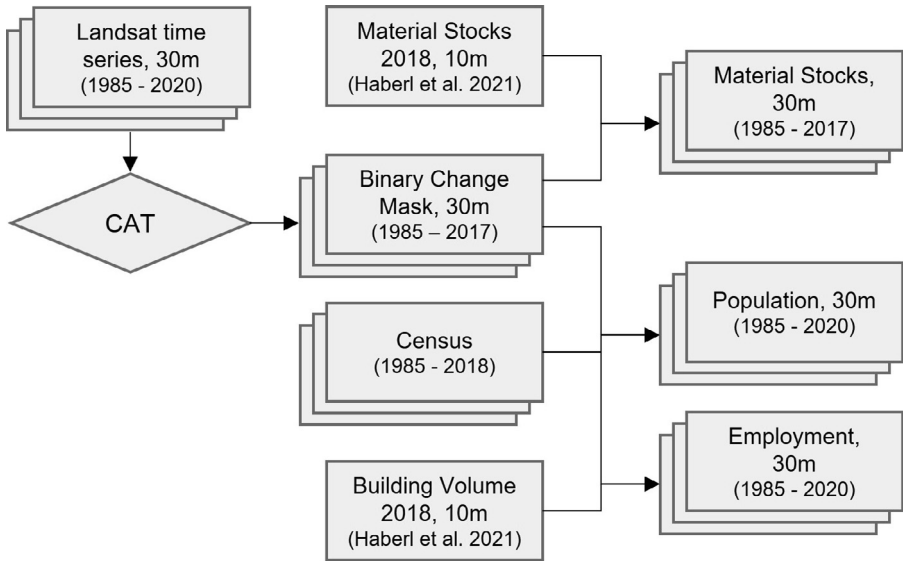 Landsat time
series, 30m
(1985 - 2020)
CAT
Material Stocks
2018, 10m
(Haberl et al. 2021)
Binary Change
Mask, 30m
(1985 – 2017)
Census
(1985 - 2018)
Building Volume
2018, 10m
(Haberl et al. 2021)
Material Stocks,
30m
(1985 - 2017)
Population, 30m
(1985 - 2020)
Employment,
30m
(1985 - 2020)